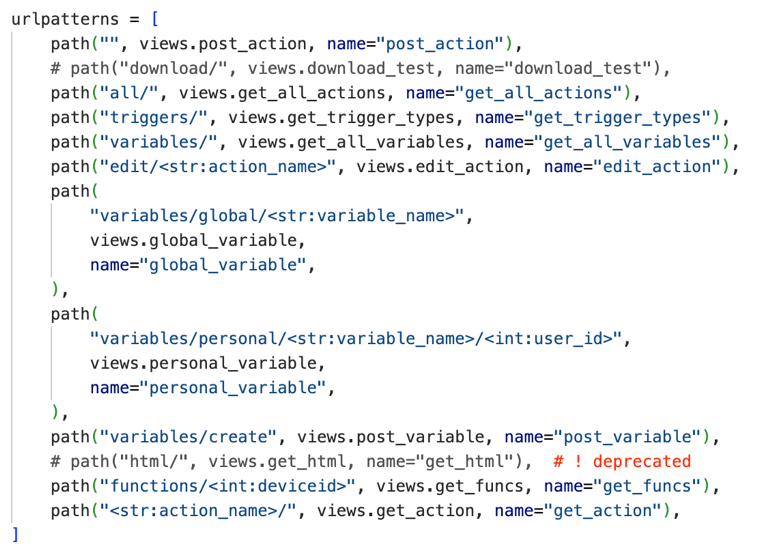 urlpatterns = [
    path("", views.post_action, name="post_action"),
    # path("download/", views.download_test, name="download_test"),
    path("all/", views.get_all_actions, name="get_all_actions"),
    path("triggers/", views.get_trigger_types, name="get_trigger_types"),
    path("variables/", views.get_all_variables, name="get_all_variables"),
    path("edit/<str:action_name>", views.edit_action, name="edit_action"),
    path(
        "variables/global/<str:variable_name>",
        views.global_variable,
        name="global_variable",
    ),
    path(
        "variables/personal/<str:variable_name>/<int:user_id>",
        views.personal_variable,
        name="personal_variable",
    ),
    path("variables/create", views.post_variable, name="post_variable"),
    # path("html/", views.get_html, name="get_html"),  # ! deprecated
    path("functions/<int:deviceid>", views.get_funcs, name="get_funcs"),
    path("<str:action_name>/", views.get_action, name="get_action"),
]